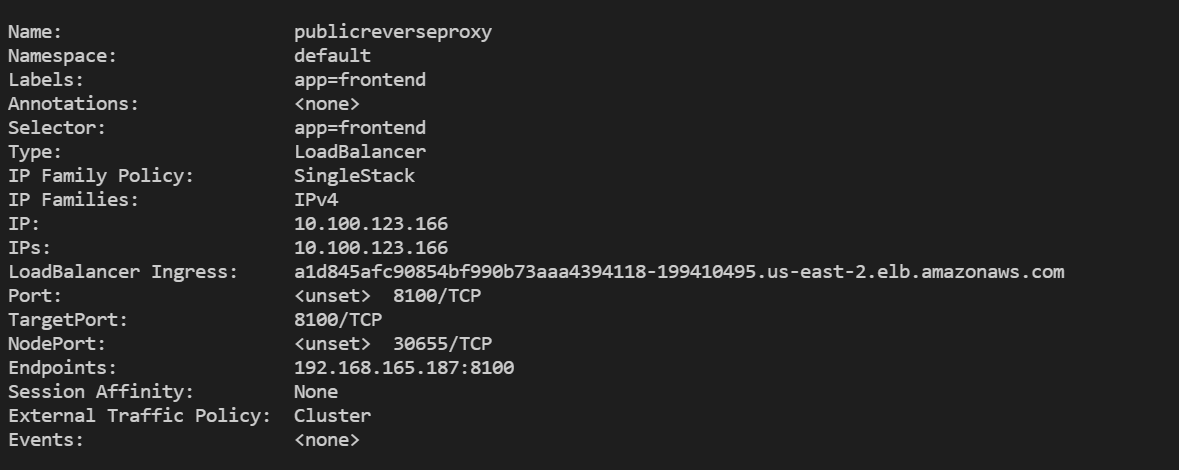 Name: publicreverseproxy
Namespace: default
Labels: app=frontend
Annotations: <none>
Selector: app=frontend
Type: LoadBalancer
IP Family Policy: SingleStack
IP Families: IPv4
IP: 10.100.123.166
IPs: 10.100.123.166
LoadBalancer Ingress: a1d845afc90854bf990b73aaa4394118-199410495.us-east-2.elb.amazonaws.com
Port: <unset> 8100/TCP
TargetPort: 8100/TCP
NodePort: <unset> 30655/TCP
Endpoints: 192.168.165.187:8100
Session Affinity: None
External Traffic Policy: Cluster
Events: <none>